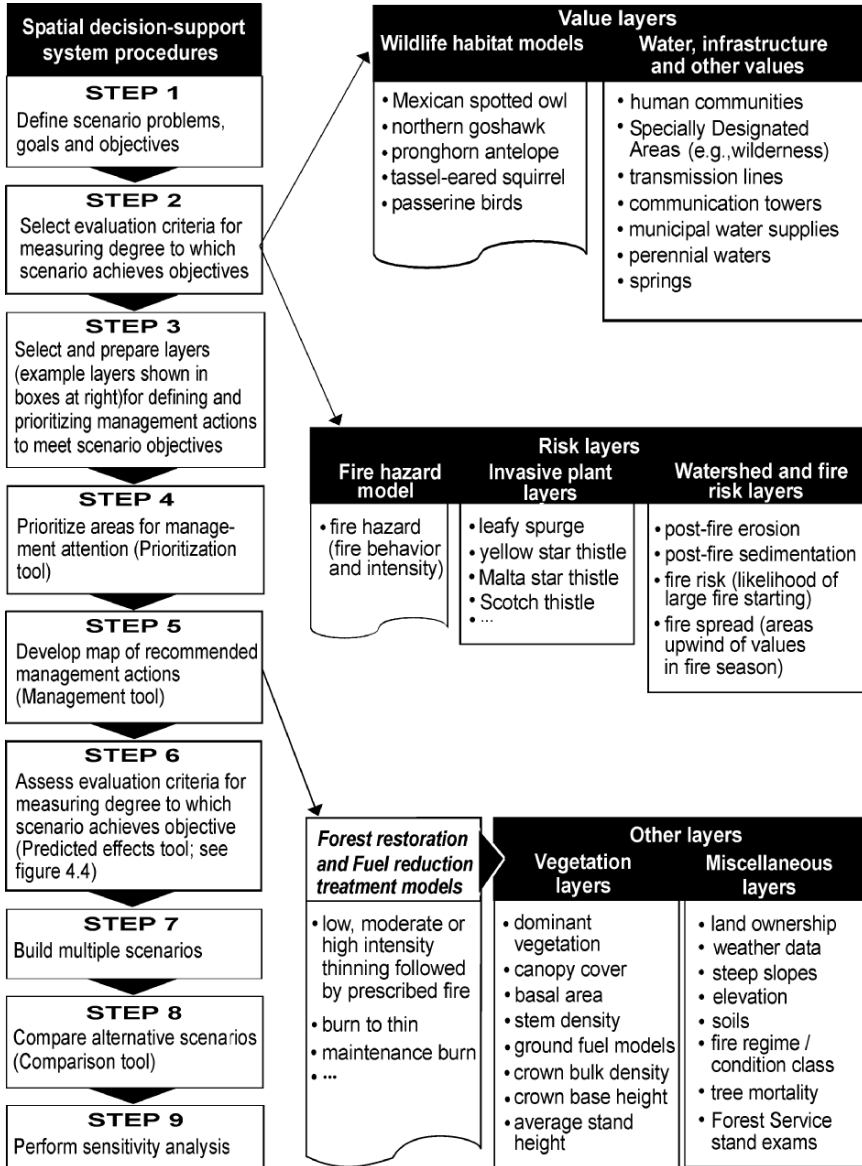 Spatial decision-support
system procedures
STEP 1
Define scenario problems,
goals and objectives
STEP 2
Select evaluation criteria for
measuring degree to which
scenario achieves objectives
STEP 3
Select and prepare layers
(example layers shown in
boxes at right)for defining and
prioritizing management actions
to meet scenario objectives
STEP 4
Prioritize areas for manage-
ment attention (Prioritization
tool)
STEP 5
Develop map of recommended
management actions
(Management tool)
STEP 6
Assess evaluation criteria for
measuring degree to which
scenario achieves objective
(Predicted effects tool; see
figure 4.4)
STEP 7
Build multiple scenarios
STEP 8
Compare alternative scenarios
(Comparison tool)
STEP 9
Perform sensitivity analysis
Value layers
Wildlife habitat models
• Mexican spotted owl
• northern goshawk
• pronghorn antelope
• tassel-eared squirrel
• passerine birds
Water, infrastructure
and other values
• human communities
• Specially Designated
Areas (e.g.,wilderness)
• transmission lines
• communication towers
• municipal water supplies
• perennial waters
• springs
Risk layers
Fire hazard
model
• fire hazard
(fire behavior
and intensity)
Invasive plant
layers
• leafy spurge
• yellow star thistle
• Malta star thistle
• Scotch thistle
• ...
Watershed and fire
risk layers
• post-fire erosion
• post-fire sedimentation
• fire risk (likelihood of
large fire starting)
• fire spread (areas
upwind of values
in fire season)
Forest restoration
and Fuel reduction
treatment models
• low, moderate or
high intensity
thinning followed
by prescribed fire
• burn to thin
• maintenance burn
• ...
Other layers
Vegetation
layers
• dominant
vegetation
• canopy cover
• basal area
• stem density
• ground fuel models
• crown bulk density
• crown base height
• average stand
height
Miscellaneous
layers
• land ownership
• weather data
• steep slopes
• elevation
• soils
• fire regime /
condition class
• tree mortality
• Forest Service
stand exams